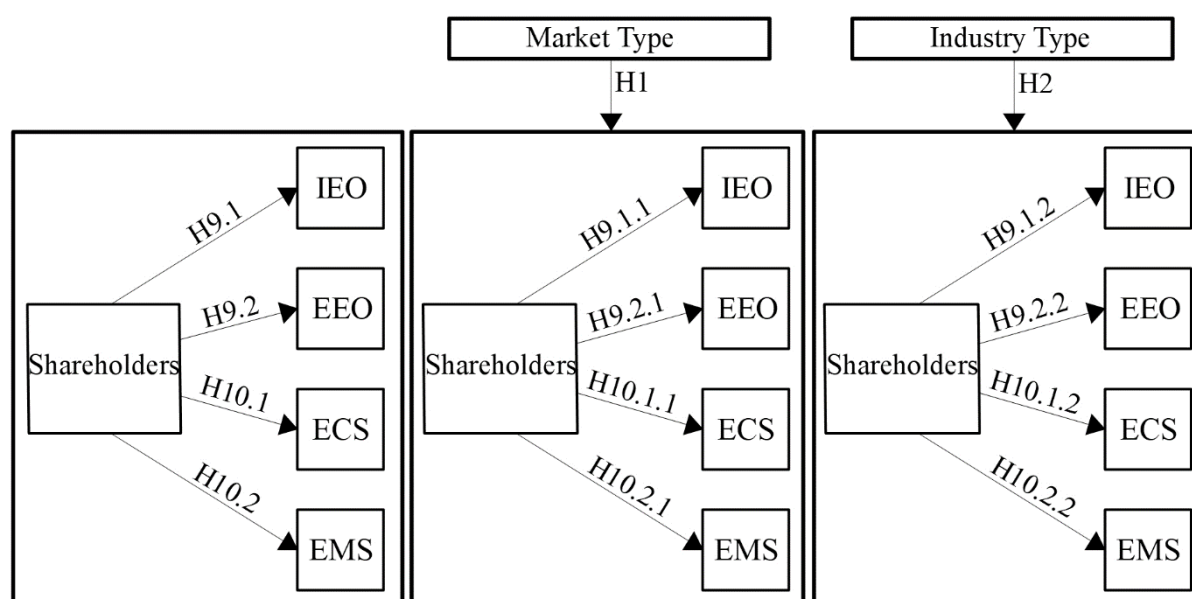 Market Type
Industry Type
H1
H2
IEO
H9.1
EEO
H9.2
Shareholders
H10.1
ECS
H10.2
EMS
IEO
H9.1.1
EEO
H9.2.1
Shareholders
H10.1.1
ECS
H10.2.1
EMS
IEO
H9.1.2
EEO
H9.2.2
Shareholders
H10.1.2
ECS
H10.2.2
EMS